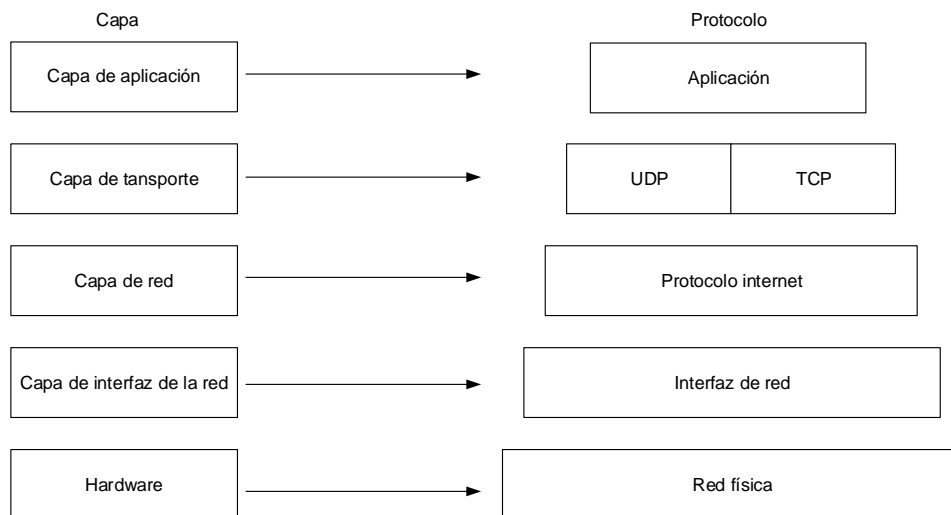 Capa
Protocolo
Capa de aplicación
Aplicación
Capa de tansporte
UDP
TCP
Capa de red
Protocolo internet
Capa de interfaz de la red
Interfaz de red
Hardware
Red física